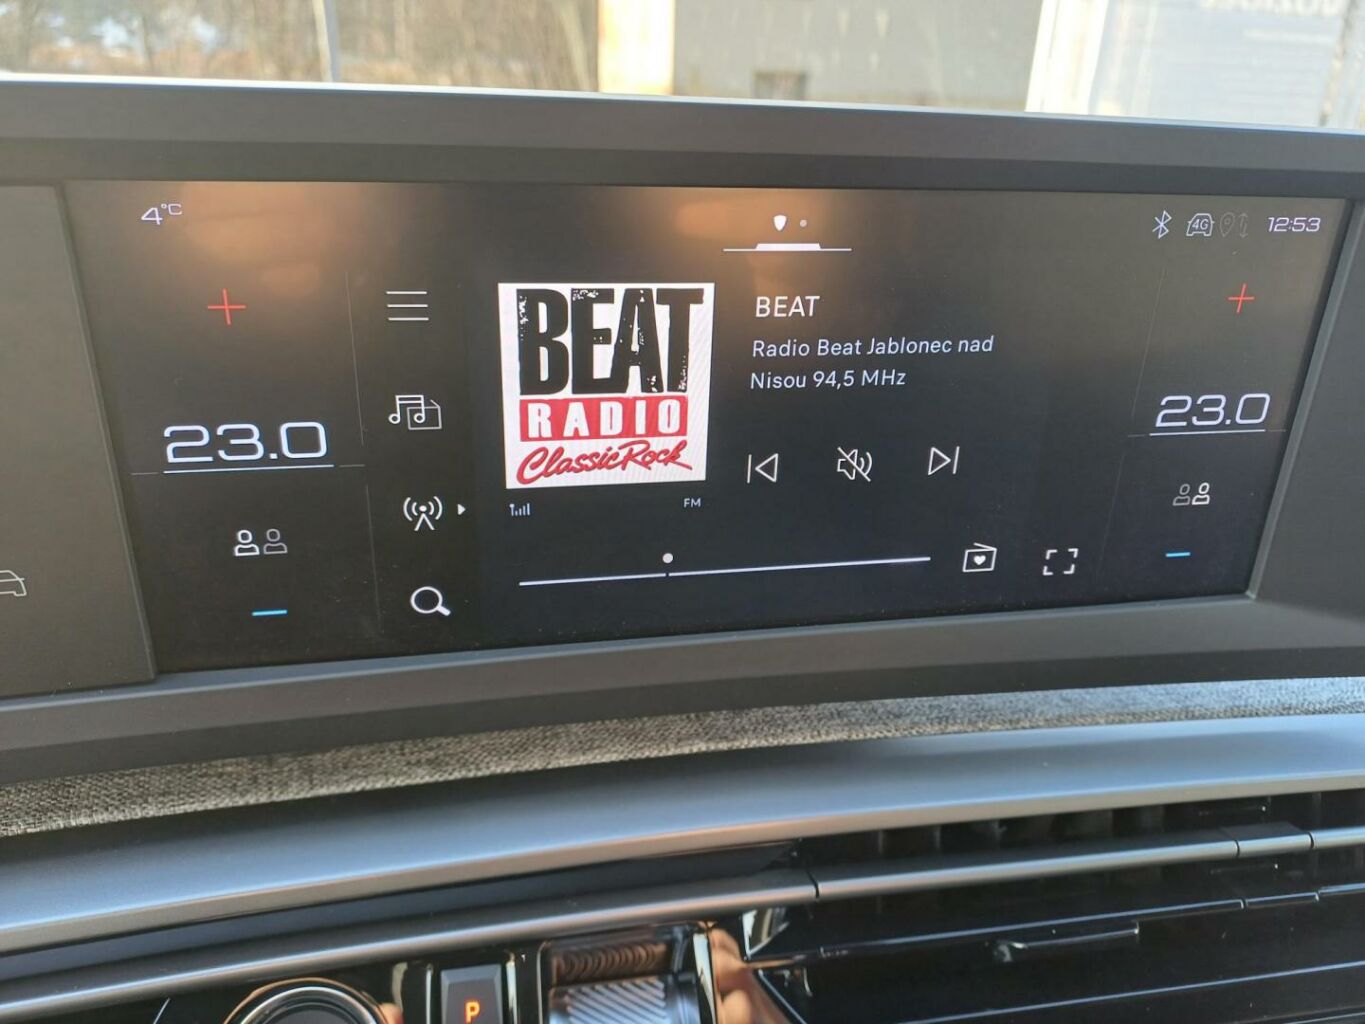 4°C
4G
12:53
BEAT
RADIO
ClassicRock
BEAT
Radio Beat Jablonec nad
Nisou 94,5 MHz
23.0
23.0
FM
P